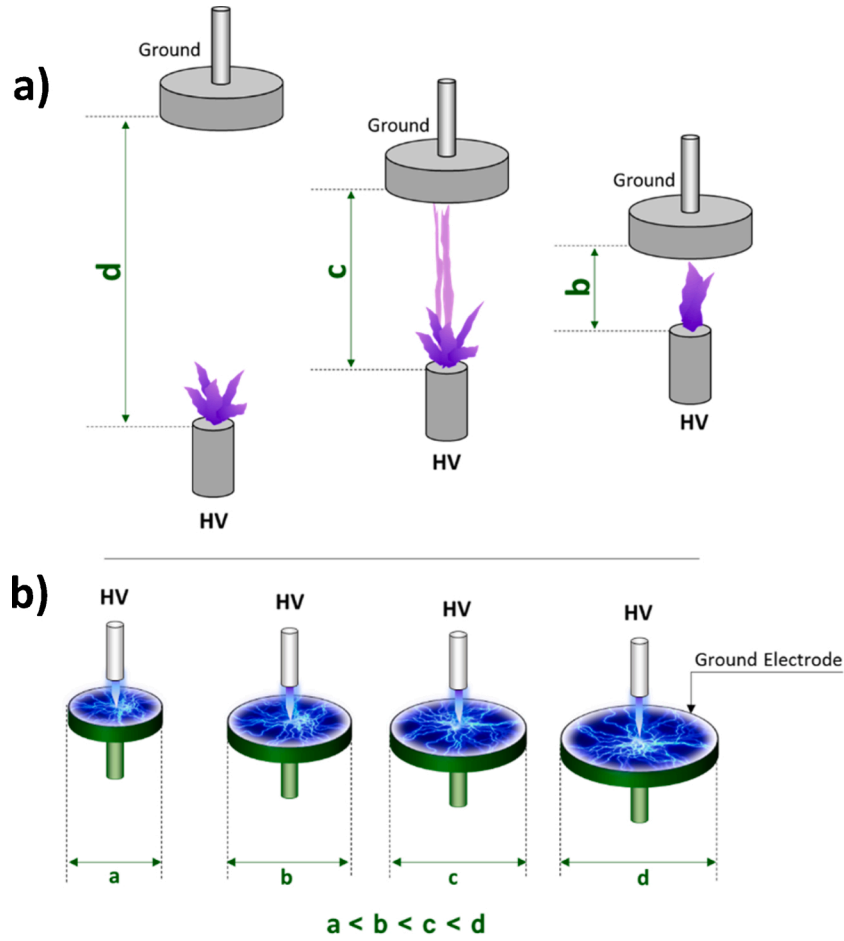 a)
Ground
Ground
Ground
d
c
b
HV
HV
HV
b)
HV
HV
HV
HV
Ground Electrode
a
b
c
d
a < b < c < d